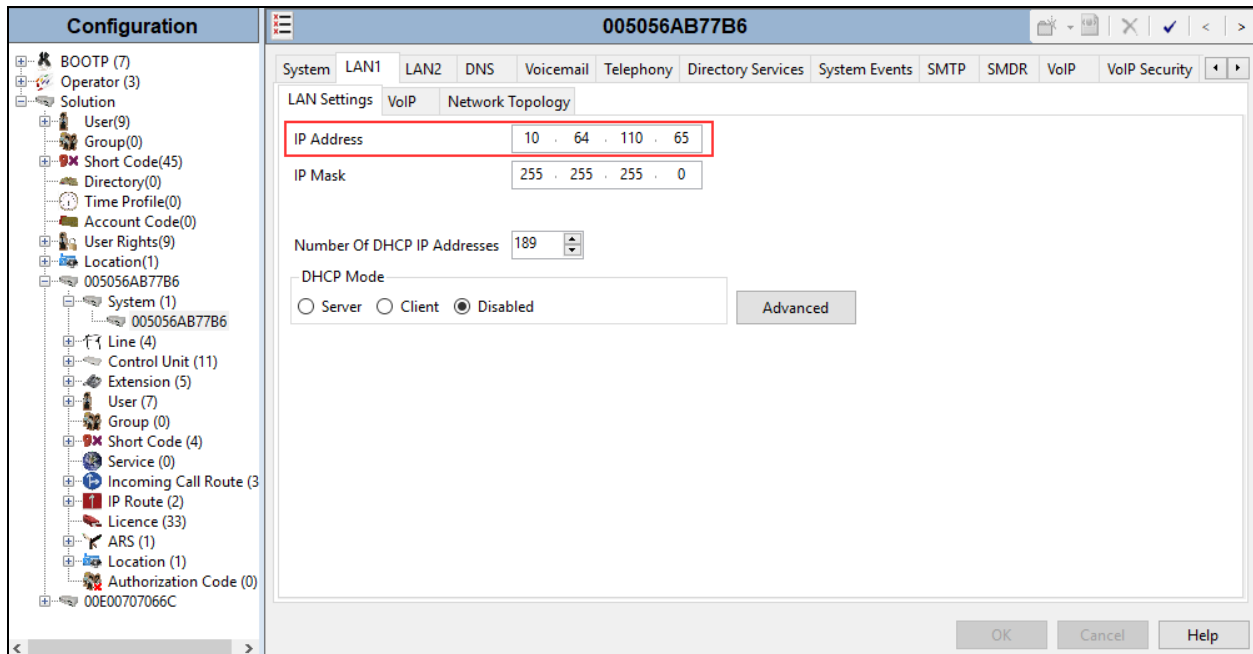 Configuration
BOOTP (7)
Operator (3)
Solution
User(9)
Group(0)
Short Code(45)
Directory(0)
Time Profile(0)
Account Code(0)
User Rights(9)
Location(1)
005056AB77B6
System (1)
005056AB77B6
Line (4)
Control Unit (11)
Extension (5)
User (7)
Group (0)
Short Code (4)
Service (0)
Incoming Call Route (3
IP Route (2)
Licence (33)
ARS (1)
Location (1)
Authorization Code (0)
00E00707066C
005056AB77B6
System LAN1 LAN2 DNS Voicemail Telephony Directory Services System Events SMTP SMDR VoIP VoIP Security
LAN Settings VoIP Network Topology
IP Address 10 . 64 . 110 . 65
IP Mask 255 . 255 . 255 . 0
Number Of DHCP IP Addresses 189
DHCP Mode
Server Client Disabled Advanced
OK Cancel Help